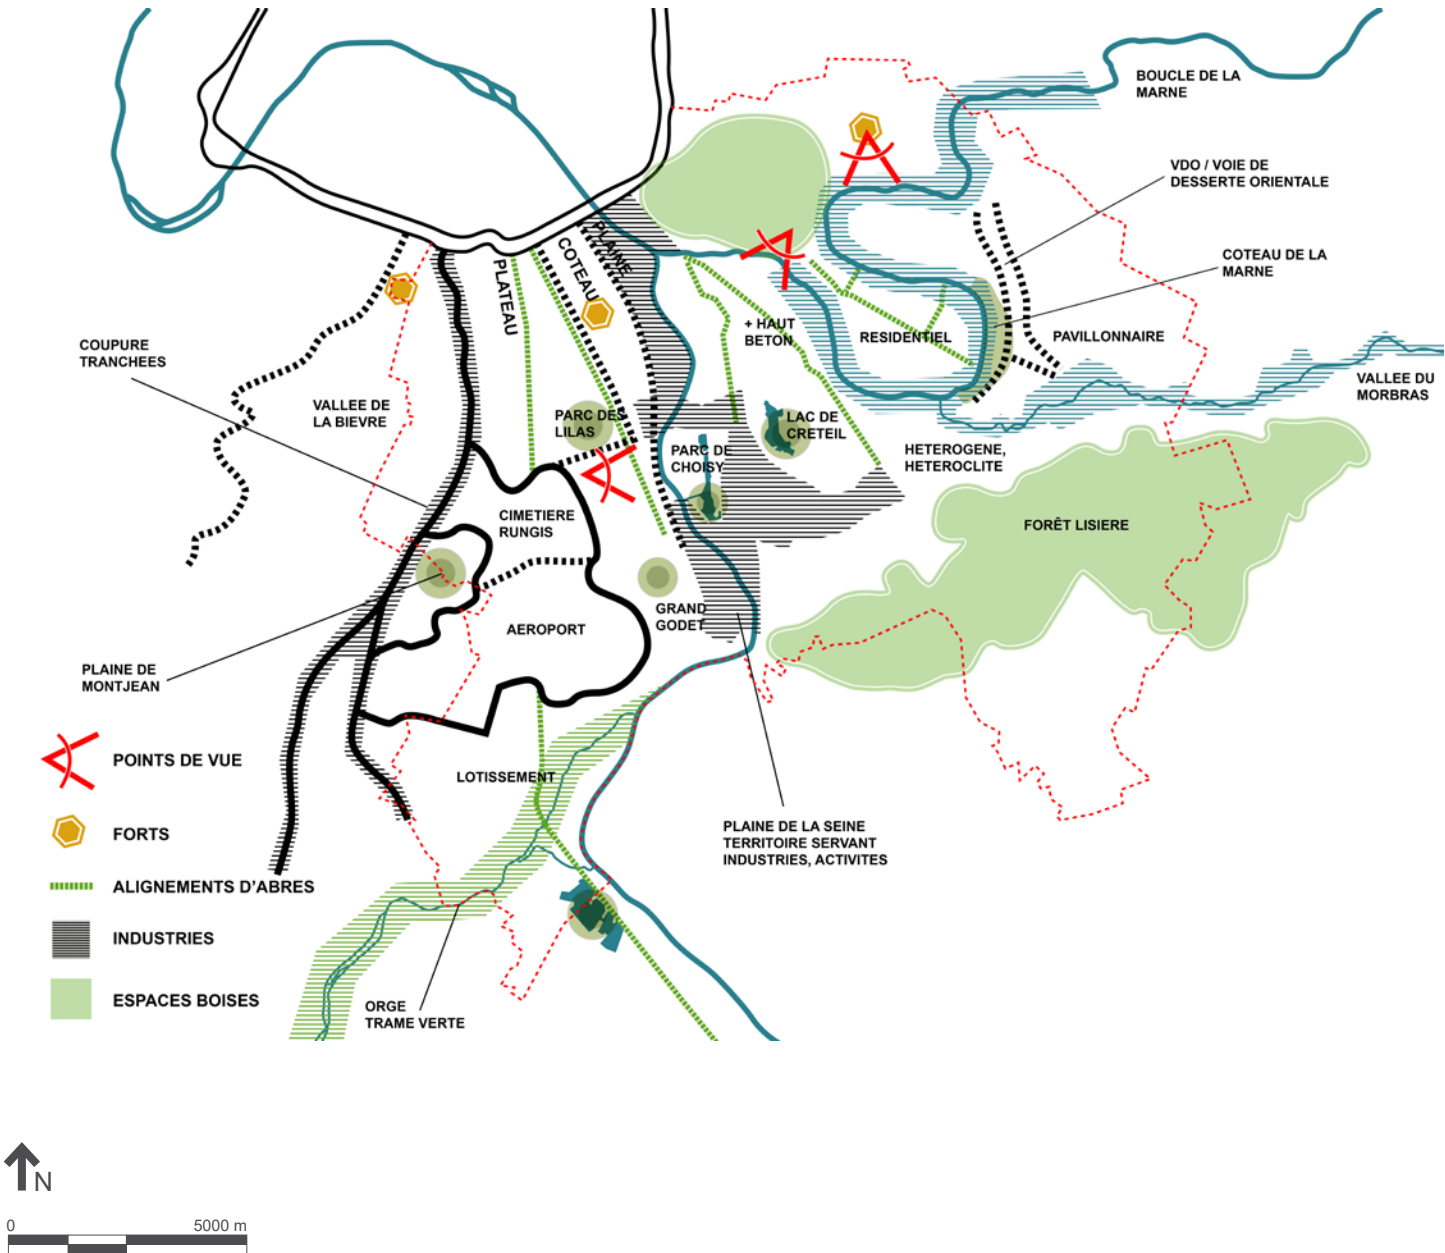 BOUCLE DE LA
MARNE
VDO / VOIE DE
DESSERTE ORIENTALE
COTEAU DE LA
MARNE
PLAINE
COTEAU
PLATEAU
+ HAUT
BETON
RESIDENTIEL
PAVILLONNAIRE
COUPURE
TRANCHEES
VALLEE DU
MORBRAS
VALLEE DE
LA BIEVRE
PARC DES
LILAS
LAC DE
CRETEIL
PARC DE
CHOISY
HETEROGENE,
HETEROCLITE
CIMETIERE
RUNGIS
FORÊT LISIERE
GRAND
GODET
AEROPORT
PLAINE DE
MONTJEAN
LOTISSEMENT
PLAINE DE LA SEINE
TERRITOIRE SERVANT
INDUSTRIES, ACTIVITES
ORGE
TRAME VERTE
POINTS DE VUE
FORTS
ALIGNEMENTS D'ABRES
INDUSTRIES
ESPACES BOISES
N
0 5000 m